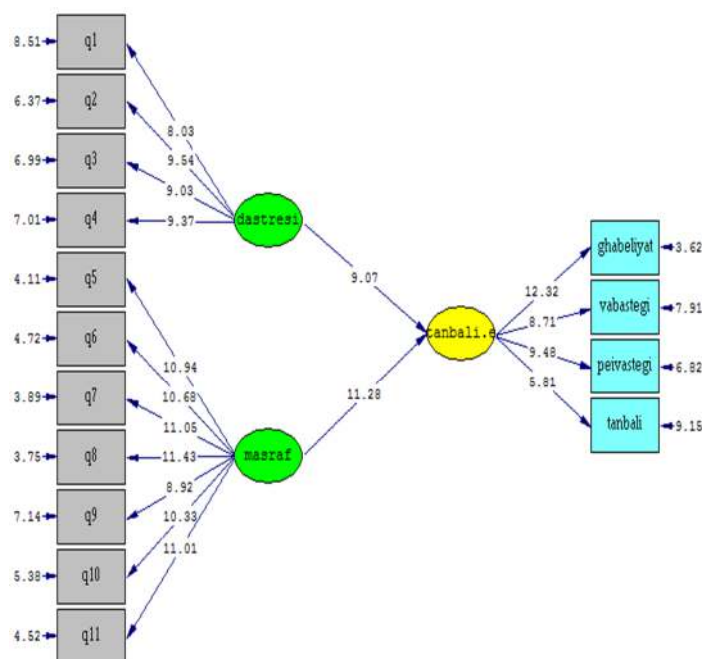 8.51 q1
6.37 q2
6.99 q3
7.01 q4
4.11 q5
4.72 q6
3.89 q7
3.75 q8
7.14 q9
5.38 q10
4.52 q11
8.03
9.54
9.03
9.37
dastresi
10.94
10.68
11.05
11.43
8.92
10.33
11.01
masraf
9.07
11.28
tanbali.e
12.32
8.71
9.48
5.81
ghabeliyat 3.62
vabastegi 7.91
peivastegi 6.82
tanbali 9.15